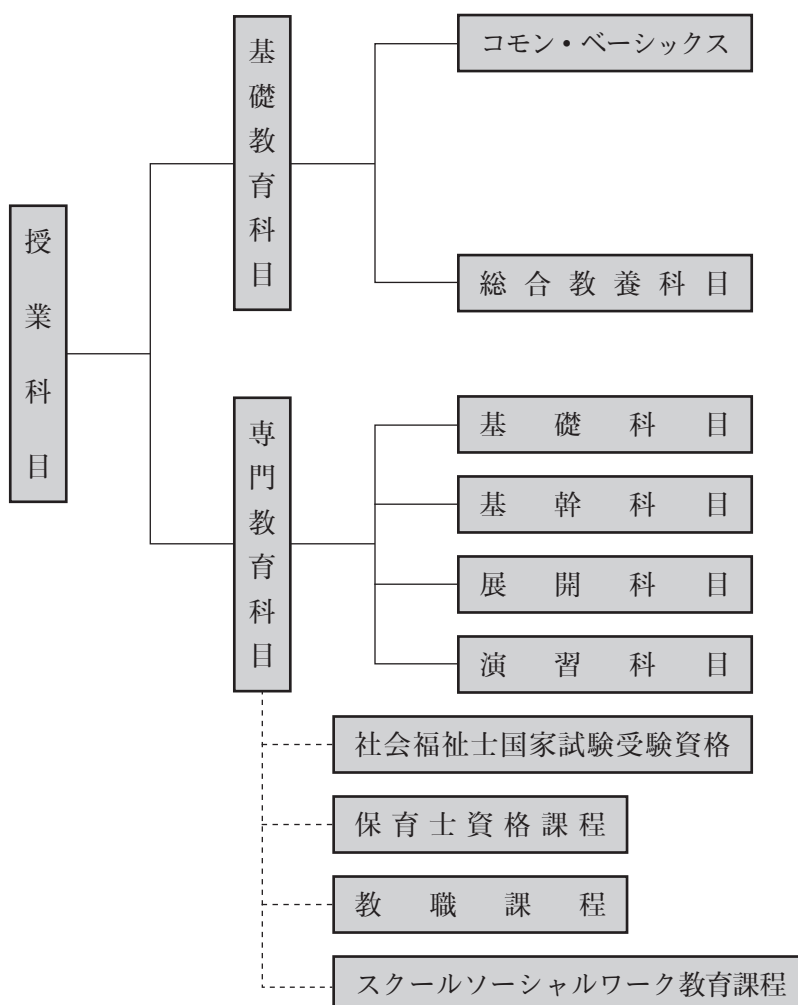 授業科目
基礎教育科目
コモン・ベーシックス
総合教養科目
専門教育科目
基礎科目
基幹科目
展開科目
演習科目
社会福祉士国家試験受験資格
保育士資格課程
教職課程
スクールソーシャルワーク教育課程